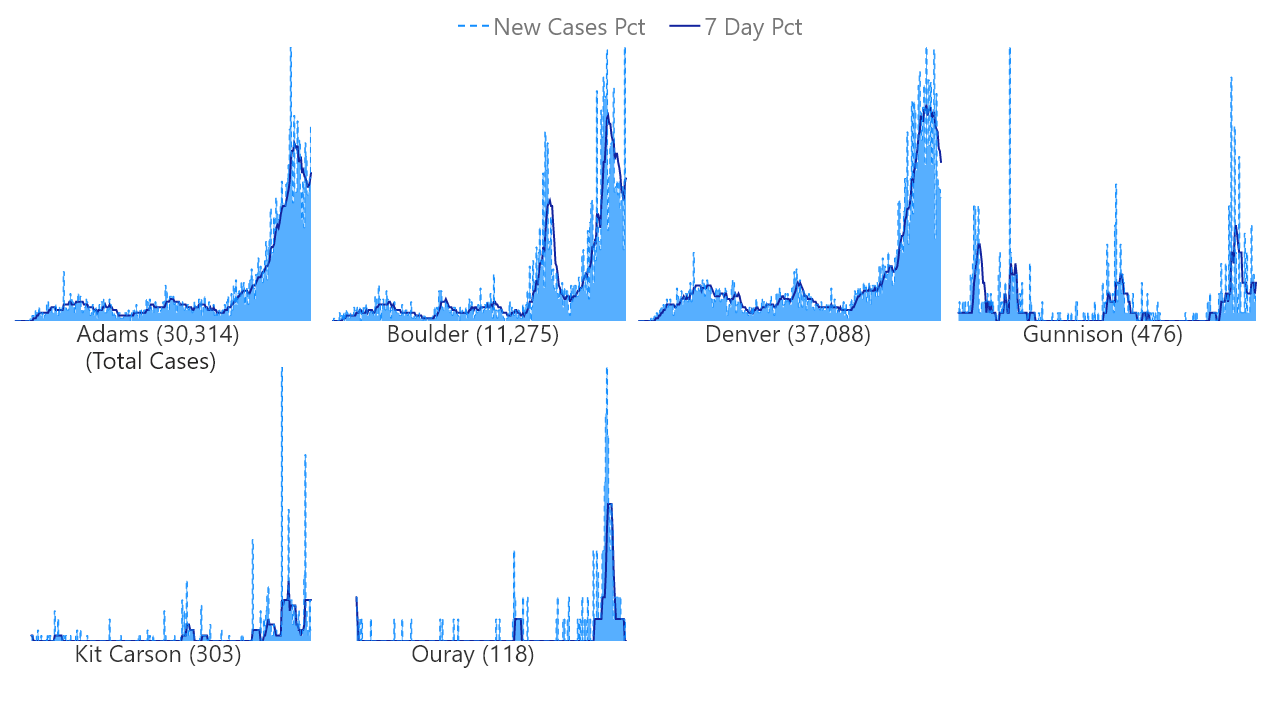 New Cases Pct 7 Day Pct
Adams (30,314)
(Total Cases)
Boulder (11,275)
Denver (37,088)
Gunnison (476)
Kit Carson (303)
Ouray (118)